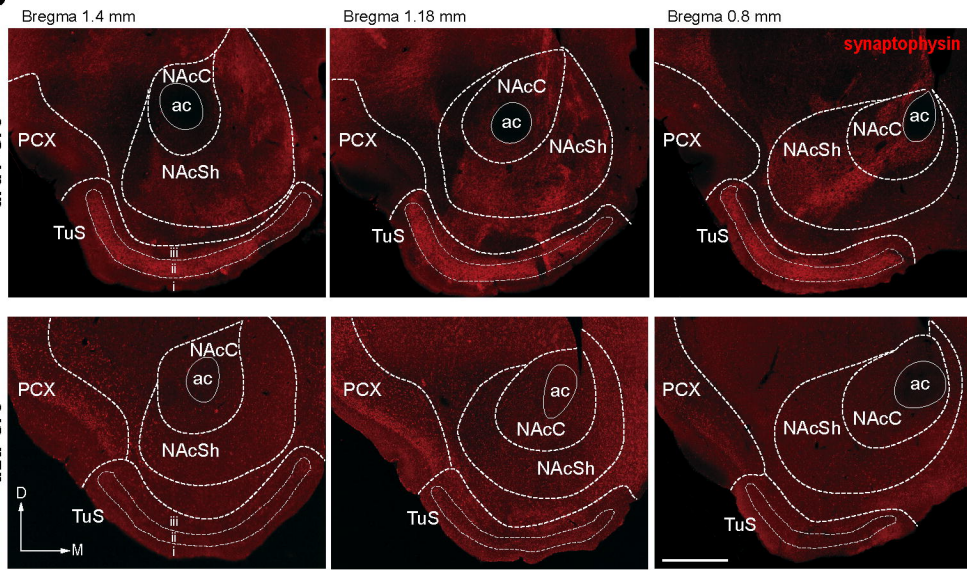 Bregma 1.4 mm
Bregma 1.18 mm
Bregma 0.8 mm
synaptophysin
NAcC
ac
PCX
NAcSh
TuS
iii
ii
i
NAcC
ac
NAcSh
TuS
ac
NAcC
NAcSh
PCX
TuS
NAcC
ac
PCX
NAcSh
TuS
iii
ii
i
D
M
ac
PCX
NAcC
NAcSh
TuS
ac
PCX
NAcSh
NAcC
TuS